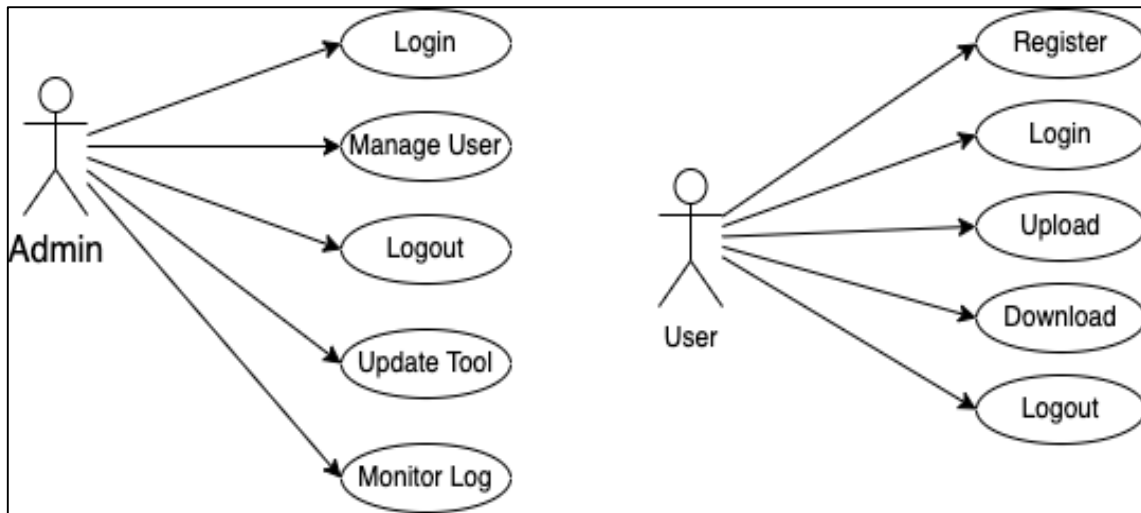 Login
Manage User
Logout
Update Tool
Monitor Log
Admin
Register
Login
Upload
Download
Logout
User